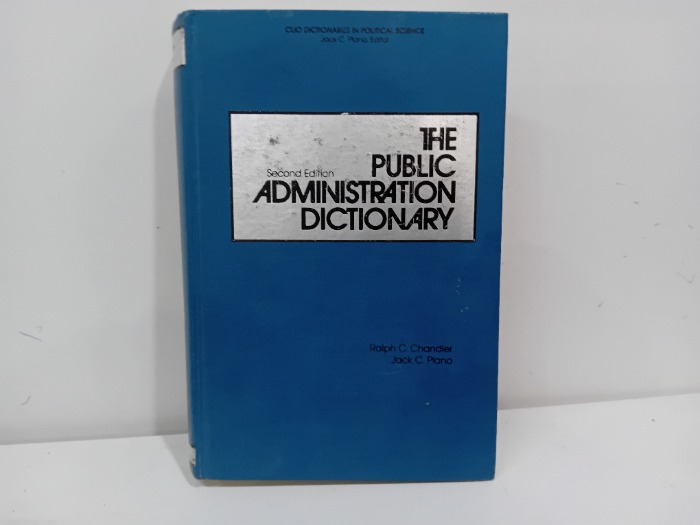 CLIO DICTIONARIES IN POLITICAL SCIENCE
Jack C. Plano, Editor
THE
PUBLIC
Second Edition
ADMINISTRATION
DICTIONARY
Ralph C. Chandler
Jack C. Plano